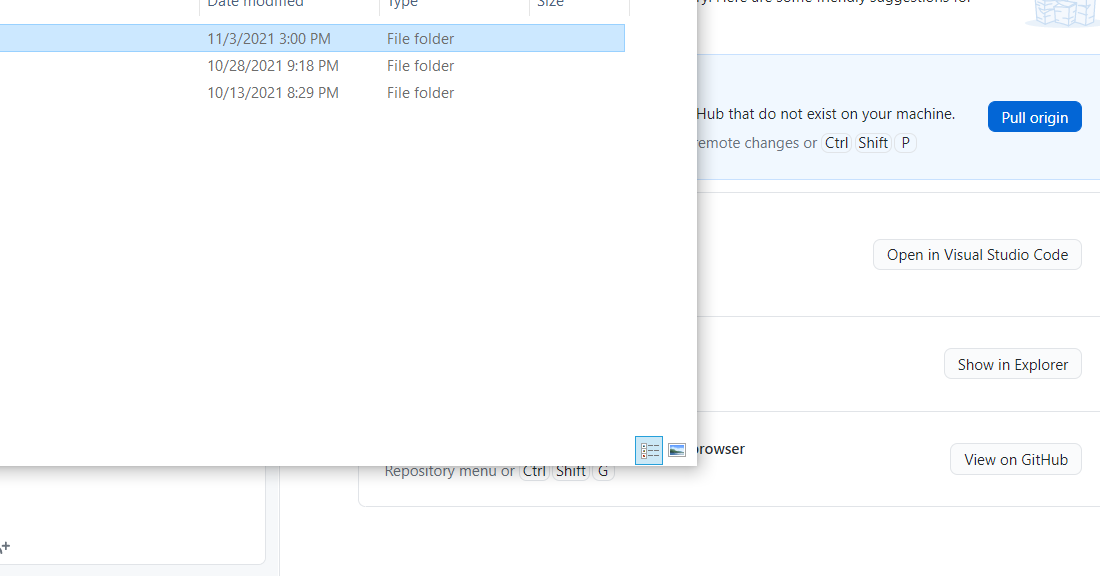 Date modified Type Size
11/3/2021 3:00 PM File folder
10/28/2021 9:18 PM File folder
10/13/2021 8:29 PM File folder
Here are some friendly suggestions for
Hub that do not exist on your machine.
Pull origin
emote changes or Ctrl Shift P
Open in Visual Studio Code
Show in Explorer
browser
Repository menu or Ctrl Shift G
View on GitHub